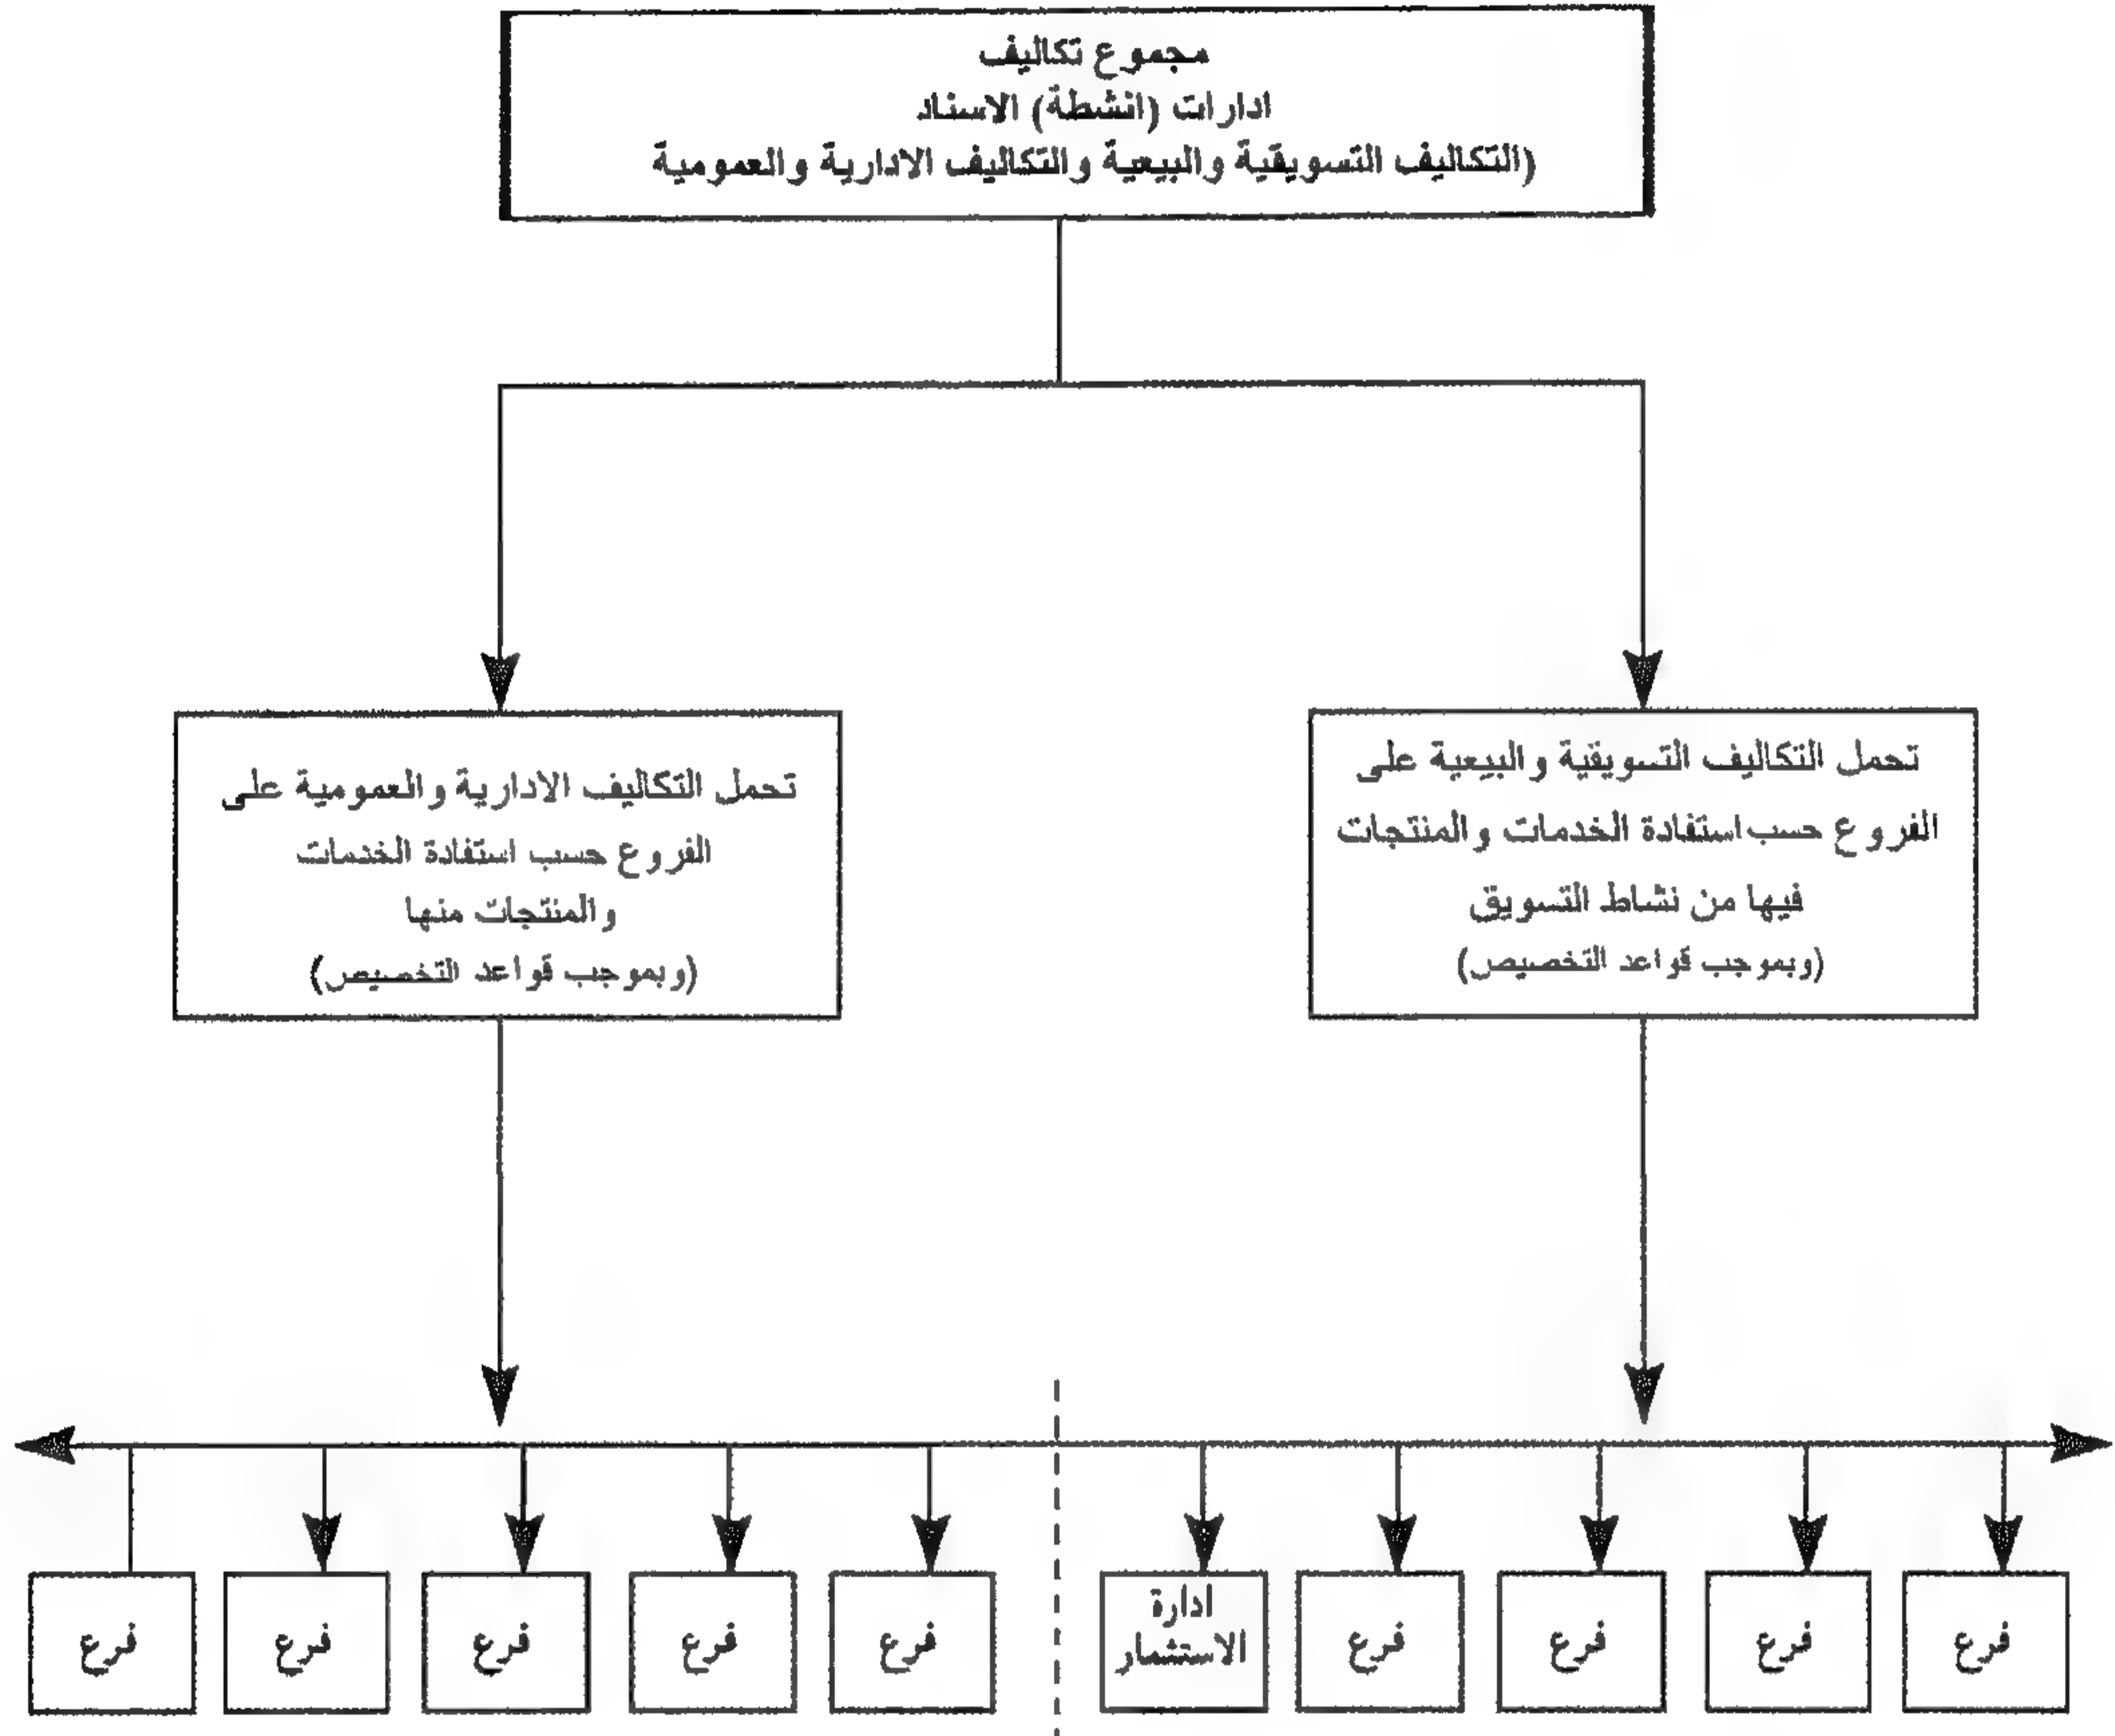 مجموع تكاليف
ادارات (انشطة) الاسناد
(التكاليف التسويقية والبيعية والتكاليف الادارية والعمومية)
تحمل التكاليف التسويقية والبيعية على
الفروع حسب استفادة الخدمات والمنتجات
فيها من نشاط التسويق
(وبموجب قواعد التخصيص)
تحمل التكاليف الادارية والعمومية على
الفروع حسب استفادة الخدمات
والمنتجات منها
(وبموجب قواعد التخصيص)
فرع
فرع
فرع
فرع
ادارة
الاستثمار
فرع
فرع
فرع
فرع
فرع